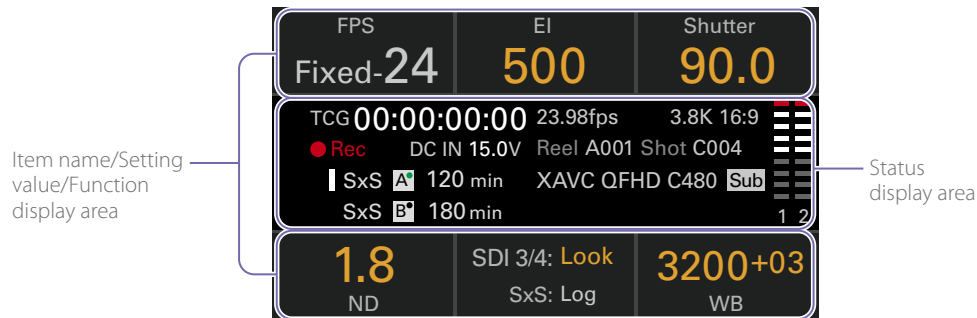 FPS EI Shutter
Fixed-24 500 90.0
TCG 00:00:00:00 23.98fps 3.8K 16:9
Rec DC IN 15.0V Reel A001 Shot C004
SxS A 120 min XAVC QFHD C480 Sub
SxS B 180 min 1 2
1.8 SDI 3/4: Look 3200+03
ND SxS: Log WB
Item name/Setting
value/Function
display area
Status
display area